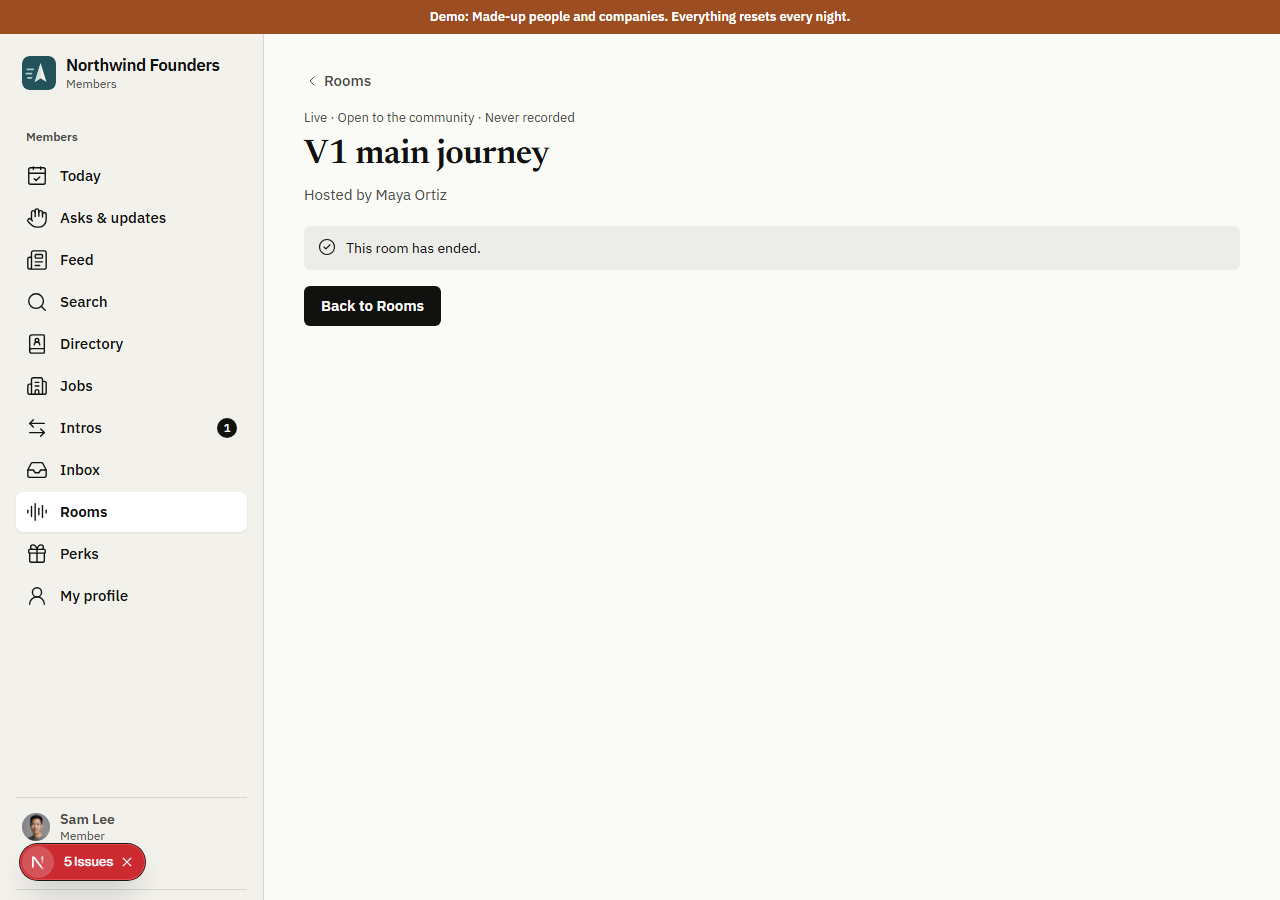 Demo: Made-up people and companies. Everything resets every night.
Northwind Founders
Members
Members
Today
Asks & updates
Feed
Search
Directory
Jobs
Intros
1
Inbox
Rooms
Perks
My profile
Sam Lee
Member
N
5 Issues
Rooms
Live · Open to the community · Never recorded
V1 main journey
Hosted by Maya Ortiz
This room has ended.
Back to Rooms